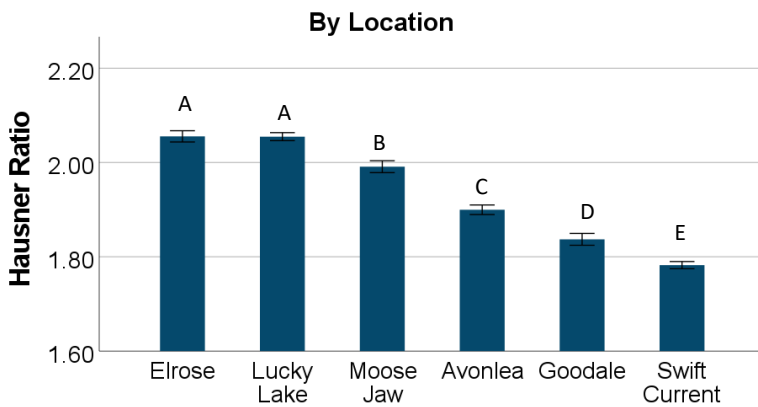 By Location
Hausner Ratio
2.20
2.00
1.80
1.60
A
A
B
C
D
E
Elrose
Lucky
Lake
Moose
Jaw
Avonlea
Goodale
Swift
Current